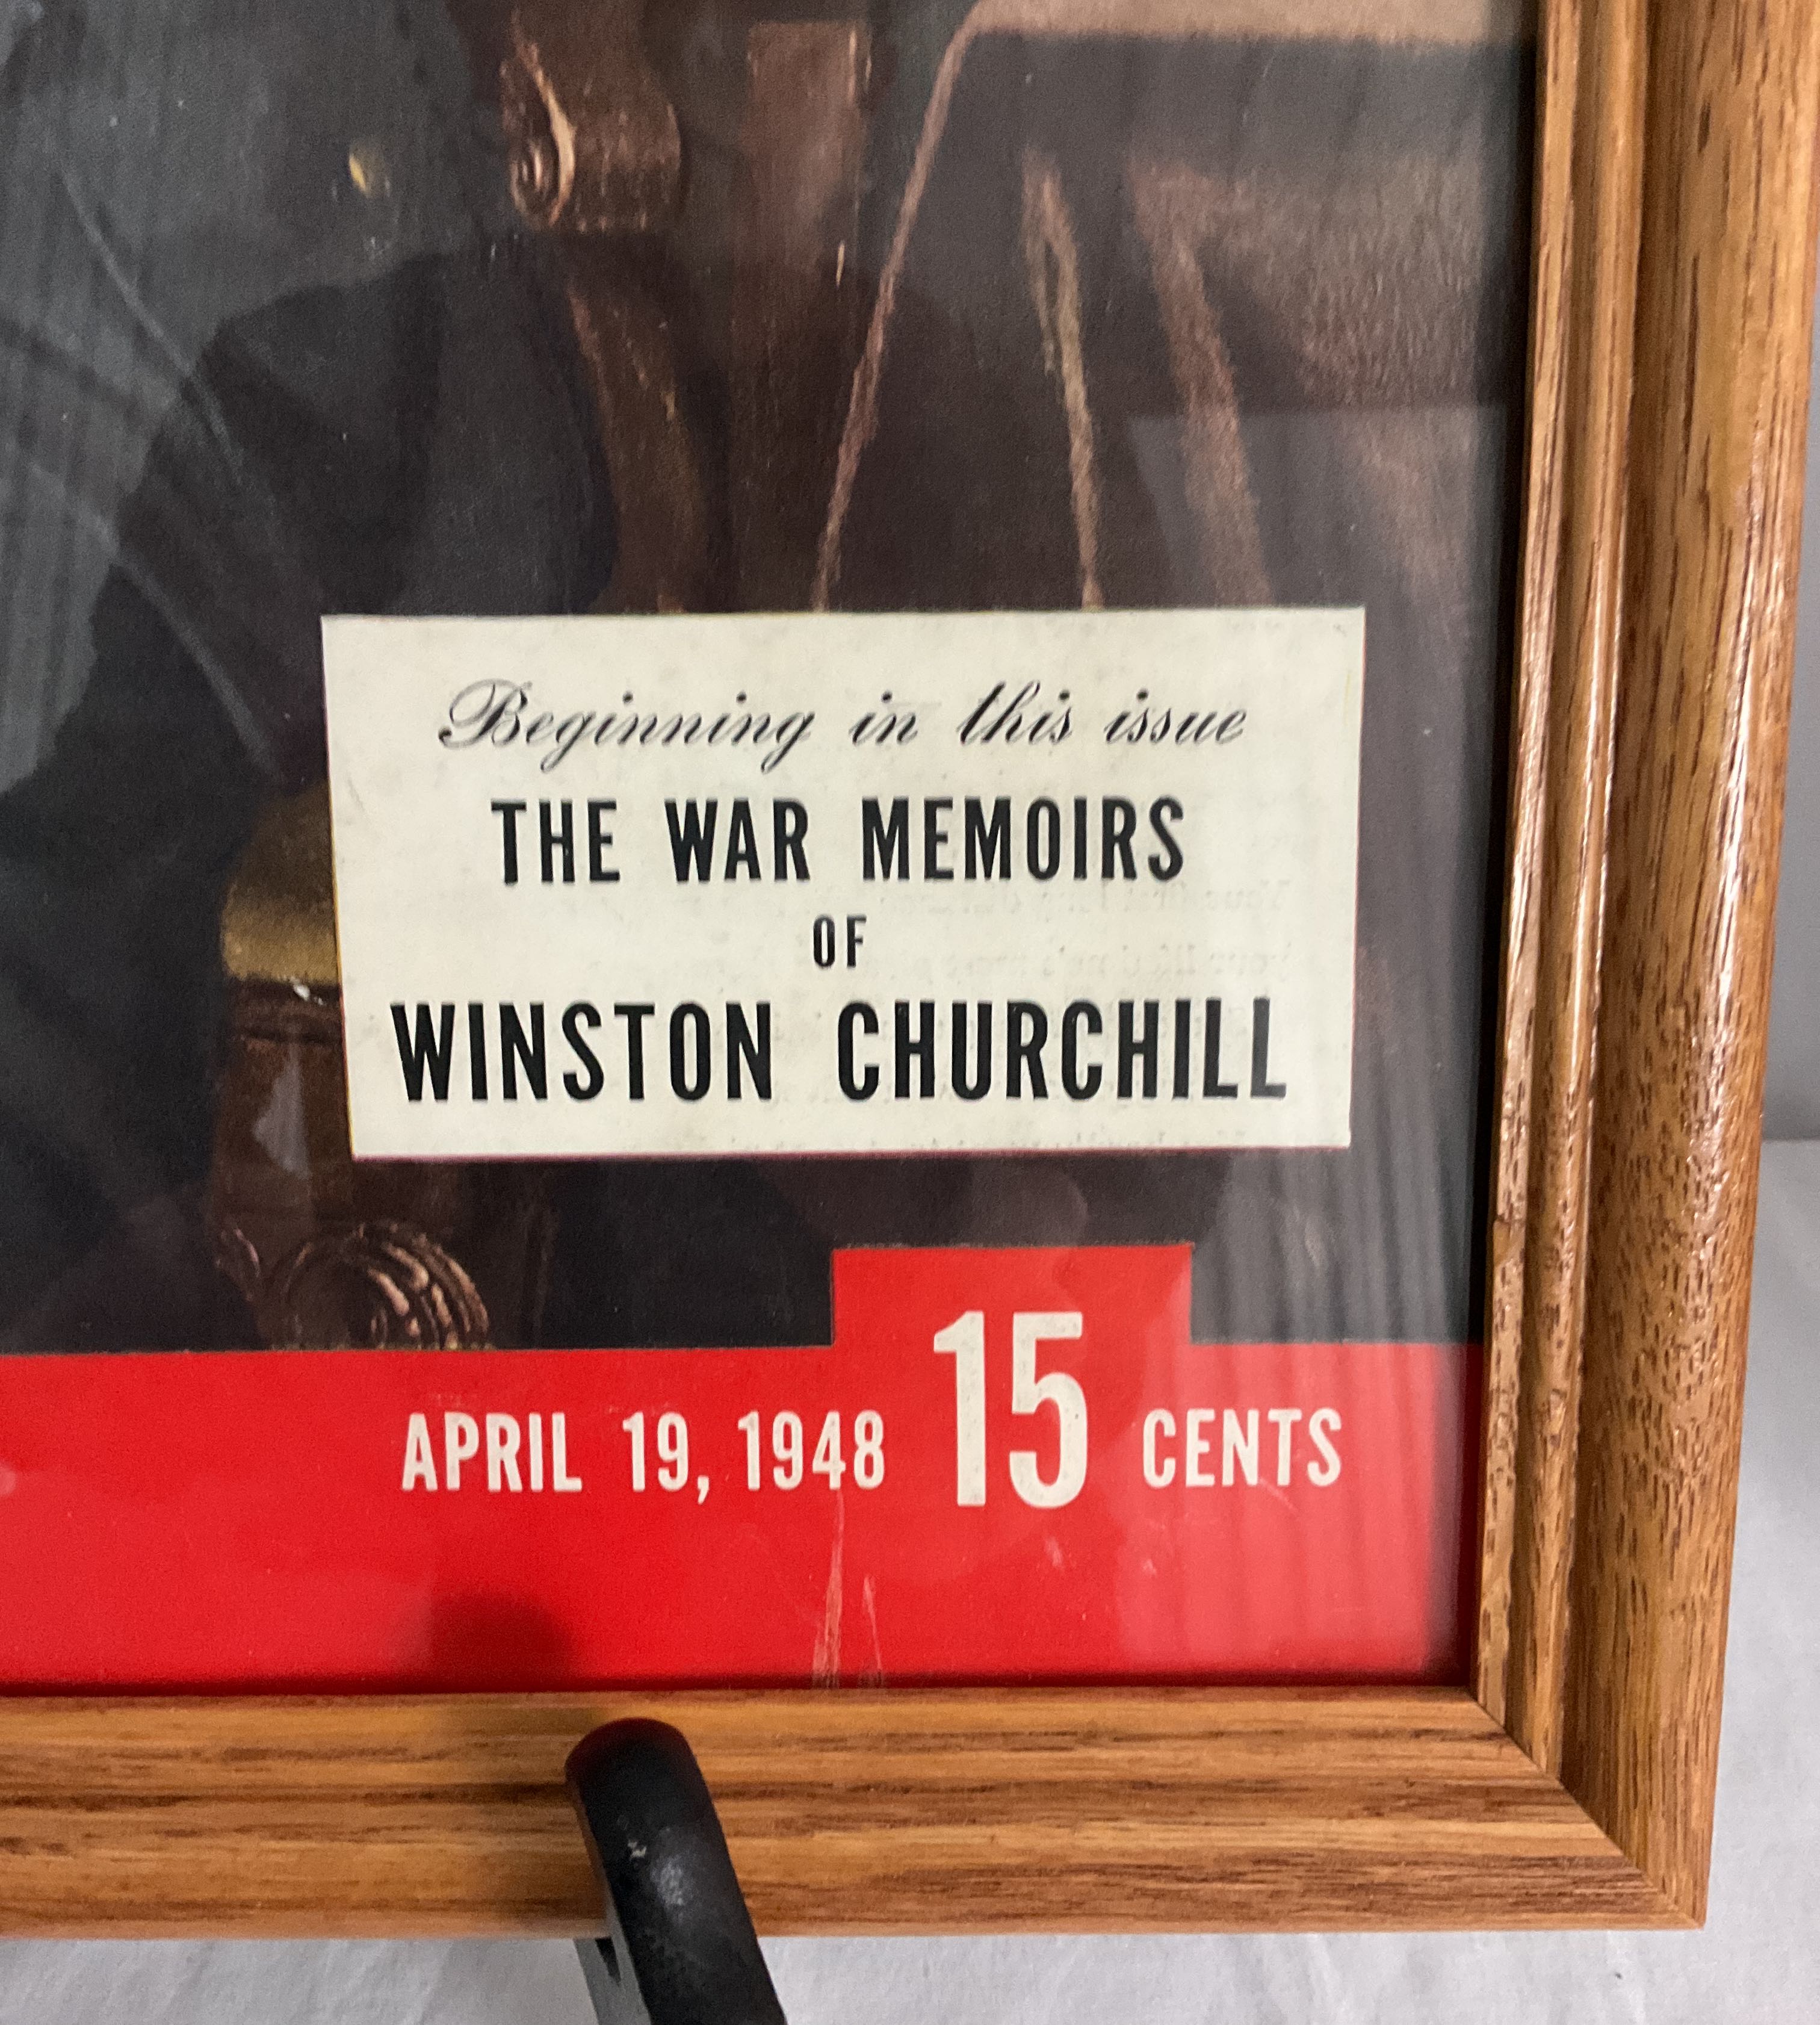 Beginning in this issue
THE WAR MEMOIRS
OF
WINSTON CHURCHILL
APRIL 19, 1948 15 CENTS